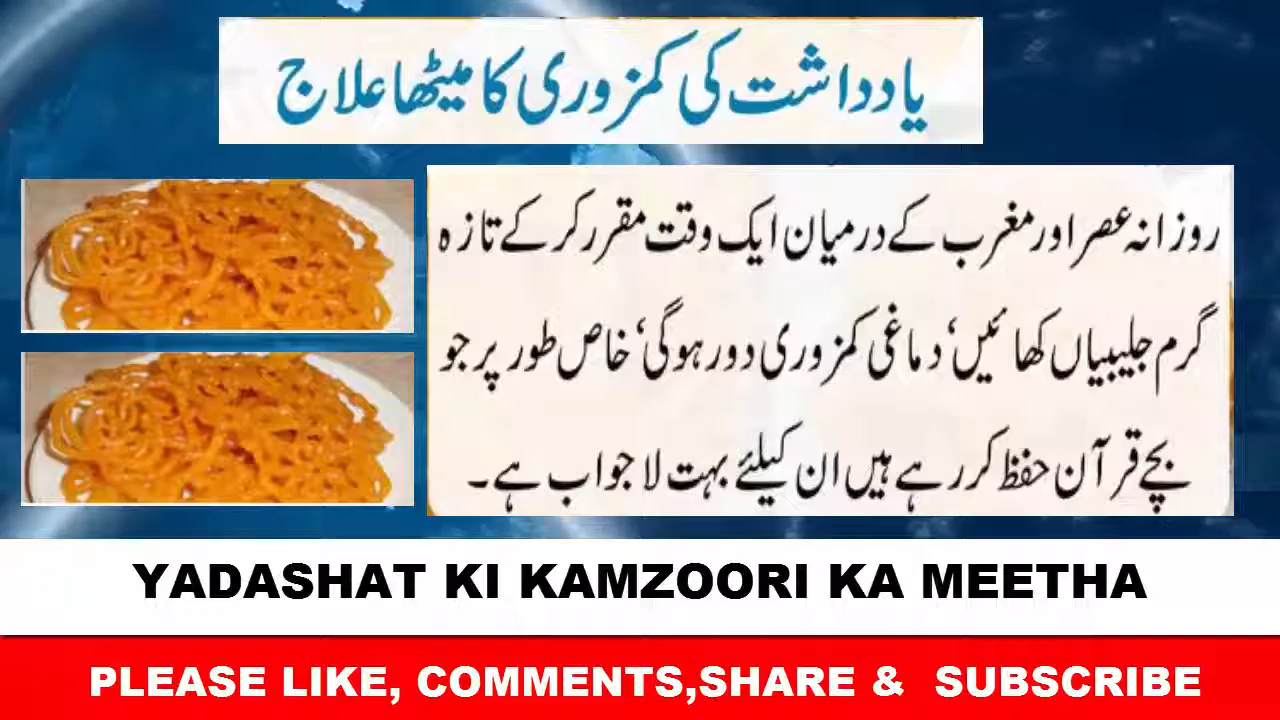 یادداشت کی کمزوری کا میٹھا علاج
روزانہ عصر اور مغرب کے درمیان ایک وقت مقرر کر کے تازہ
گرم جلیبیاں کھائیں‘ دماغی کمزوری دور ہوگی‘ خاص طور پر جو
بچے قرآن حفظ کر رہے ہیں ان کیلئے بہت لاجواب ہے۔
YADASHAT KI KAMZOORI KA MEETHA
PLEASE LIKE, COMMENTS,SHARE & SUBSCRIBE